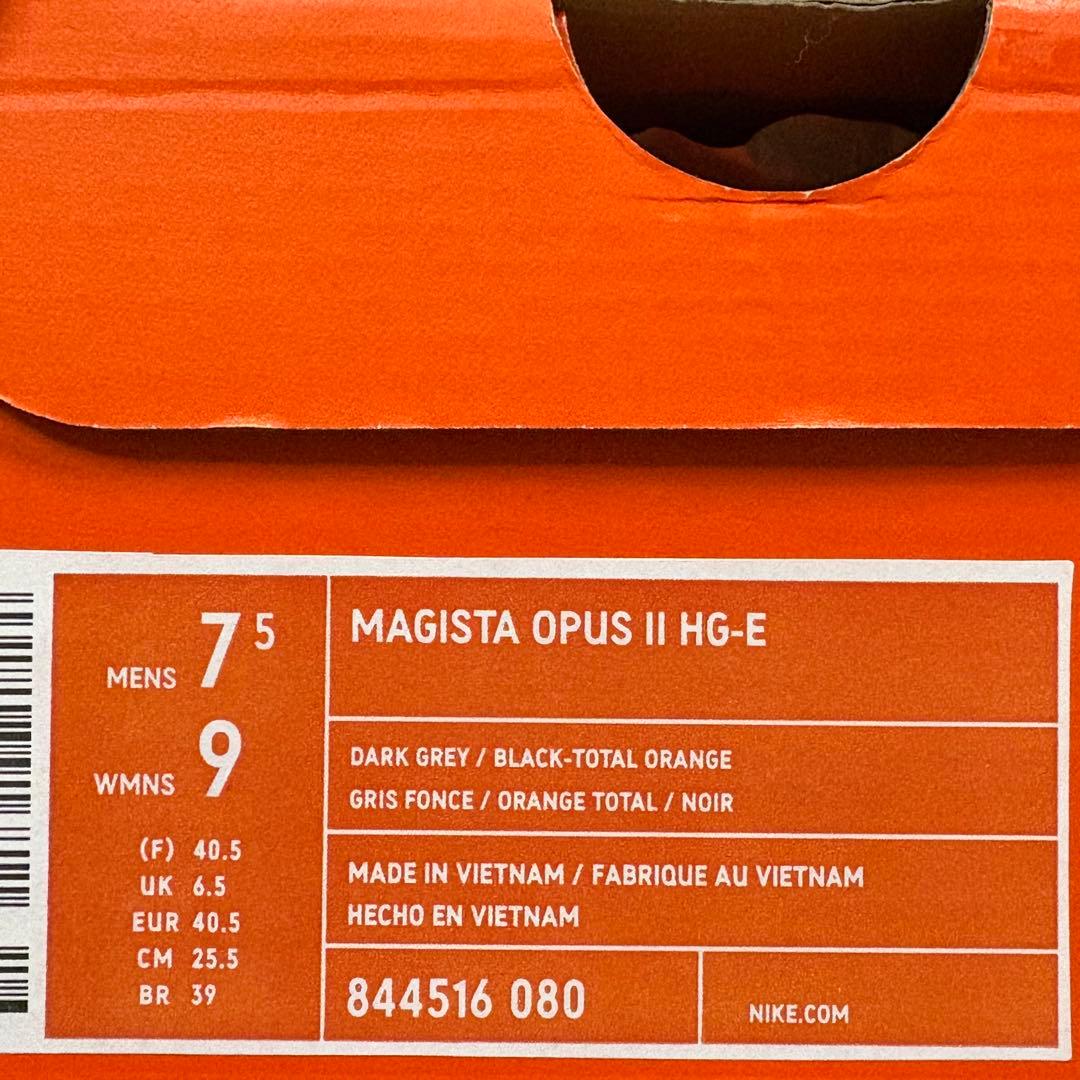 MENS 7 5
WMNS 9
(F) 40.5
UK 6.5
EUR 40.5
CM 25.5
BR 39
MAGISTA OPUS II HG-E
DARK GREY / BLACK-TOTAL ORANGE
GRIS FONCE / ORANGE TOTAL / NOIR
MADE IN VIETNAM / FABRIQUE AU VIETNAM
HECHO EN VIETNAM
844516 080
NIKE.COM